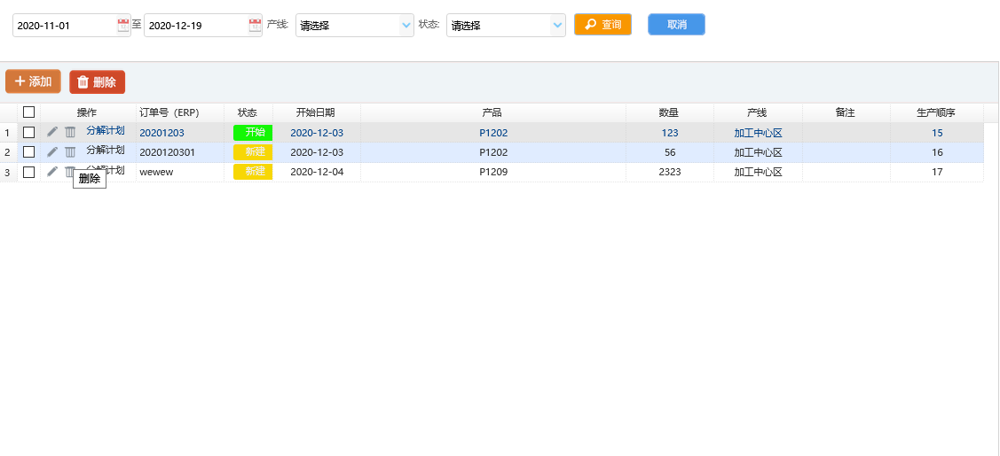 2020-11-01 至 2020-12-19 产线: 请选择 状态: 请选择 查询 取消
添加 删除
操作 订单号（ERP） 状态 开始日期 产品 数量 产线 备注 生产顺序
1 分解计划 20201203 开始 2020-12-03 P1202 123 加工中心区 15
2 分解计划 2020120301 新建 2020-12-03 P1202 56 加工中心区 16
3 分解计划 wewew 新建 2020-12-04 P1209 2323 加工中心区 17
删除